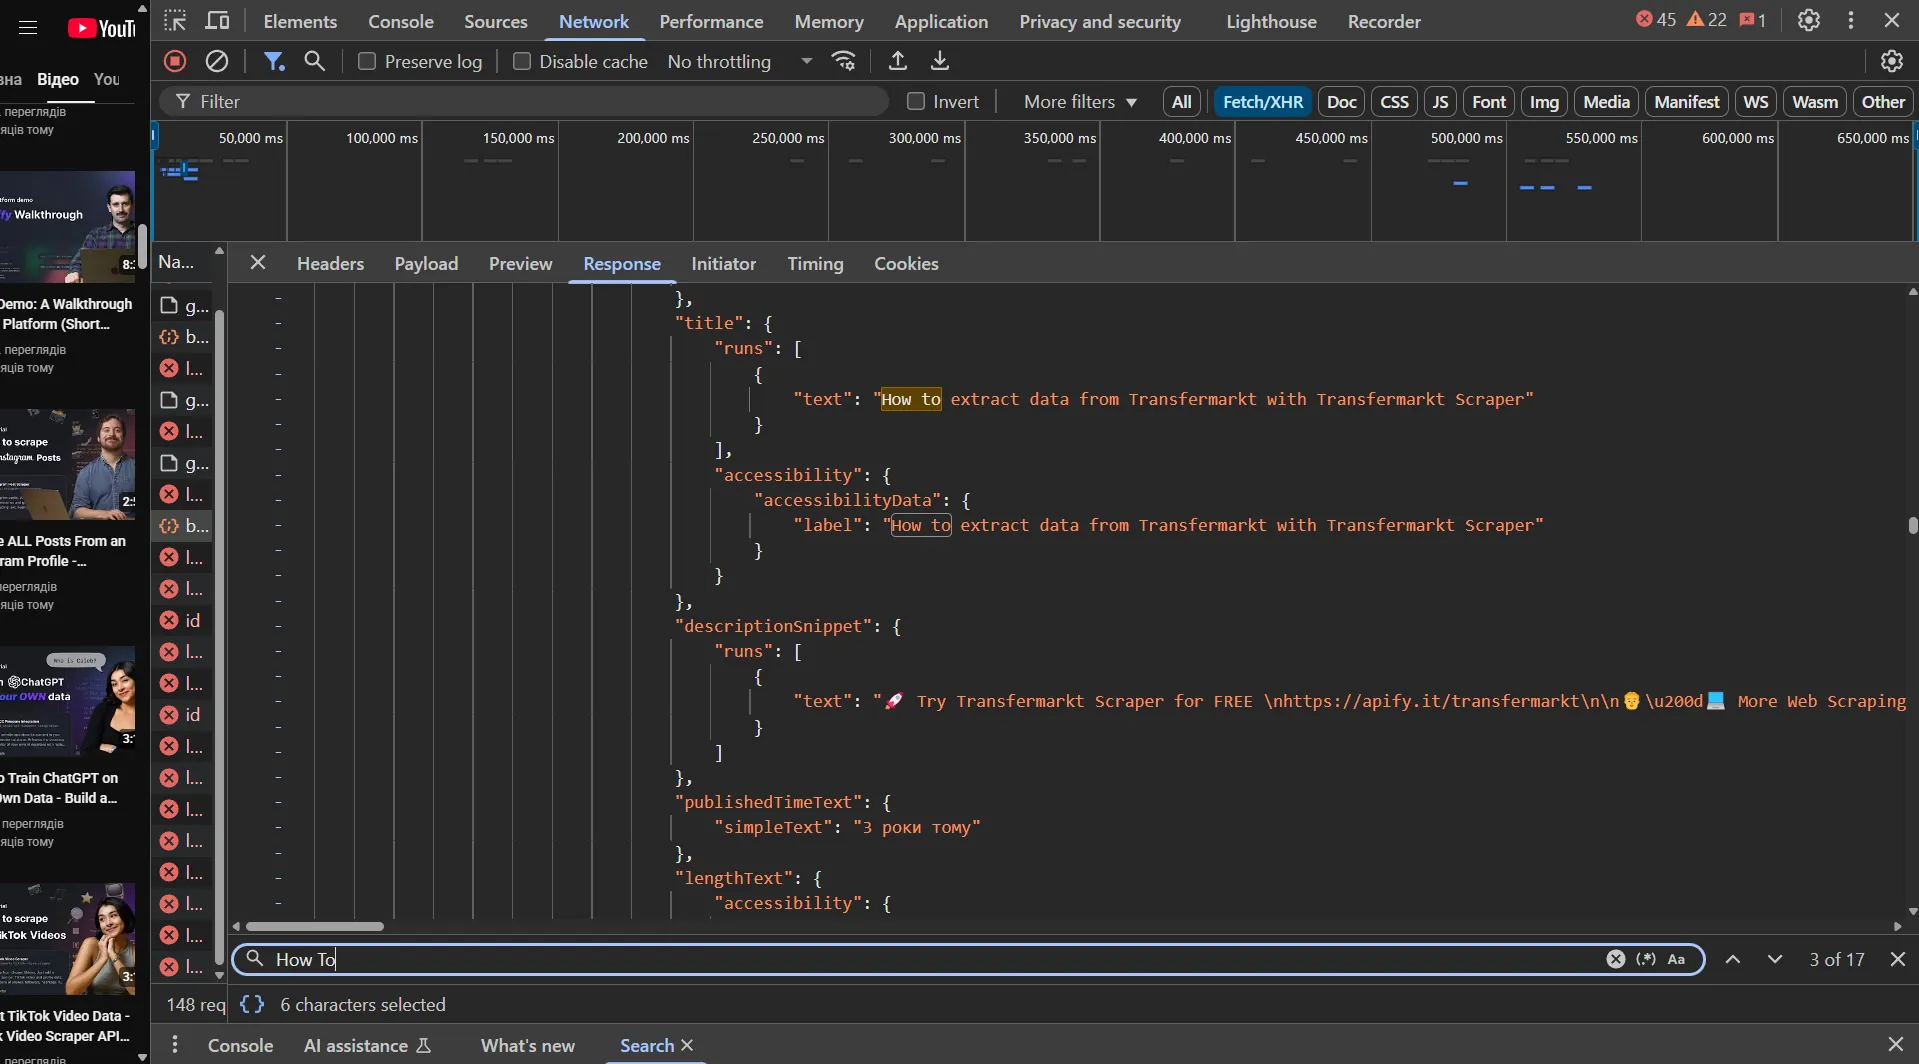 YouT
Elements Console Sources Network Performance Memory Application Privacy and security Lighthouse Recorder 45 22 1
Preserve log Disable cache No throttling
Filter Invert More filters All Fetch/XHR Doc CSS JS Font Img Media Manifest WS Wasm Other
50,000 ms 100,000 ms 150,000 ms 200,000 ms 250,000 ms 300,000 ms 350,000 ms 400,000 ms 450,000 ms 500,000 ms 550,000 ms 600,000 ms 650,000 ms
вна Відео You
переглядів
яців тому
tform demo
fy Walkthrough
8:
Demo: A Walkthrough
Platform (Short...
переглядів
яців тому
to scrape
nstagram Posts
2:
e ALL Posts From an
ram Profile -...
переглядів
яців тому
Who is Caleb?
ChatGPT
our OWN data
3:
o Train ChatGPT on
Own Data - Build a...
переглядів
яців тому
to scrape
ikTok Videos
3:
t TikTok Video Data -
k Video Scraper API...
переглядів
Na...
g...
b...
l...
g...
l...
g...
l...
b...
l...
l...
id
l...
l...
id
l...
l...
l...
l...
l...
l...
l...
l...
148 req
Headers Payload Preview Response Initiator Timing Cookies
},
"title": {
"runs": [
{
"text": "How to extract data from Transfermarkt with Transfermarkt Scraper"
}
],
"accessibility": {
"accessibilityData": {
"label": "How to extract data from Transfermarkt with Transfermarkt Scraper"
}
}
},
"descriptionSnippet": {
"runs": [
{
"text": "🚀 Try Transfermarkt Scraper for FREE \nhttps://apify.it/transfermarkt\n\n🧑\u200d💻 More Web Scraping
}
]
},
"publishedTimeText": {
"simpleText": "3 роки тому"
},
"lengthText": {
"accessibility": {
How To (.*) Aa 3 of 17
{ } 6 characters selected
Console AI assistance What's new Search